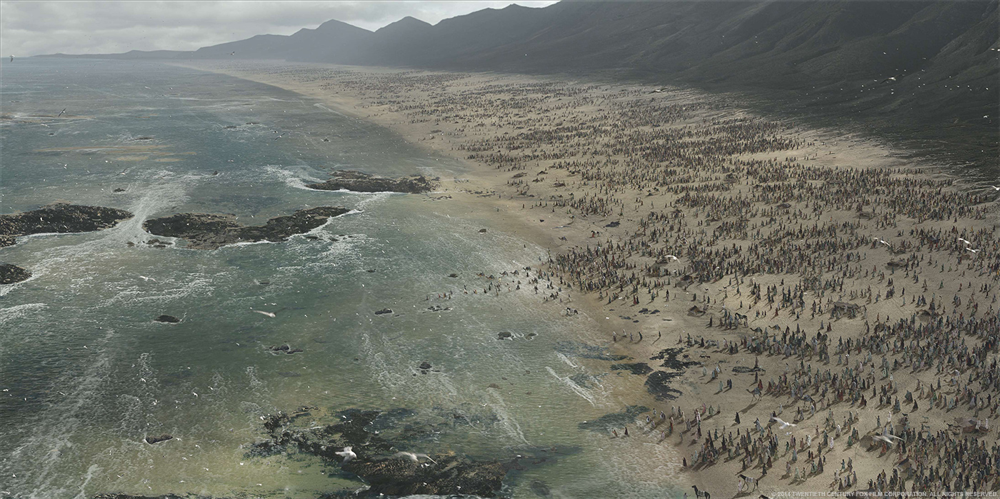 © 2014 TWENTIETH CENTURY FOX FILM CORPORATION. ALL RIGHTS RESERVED